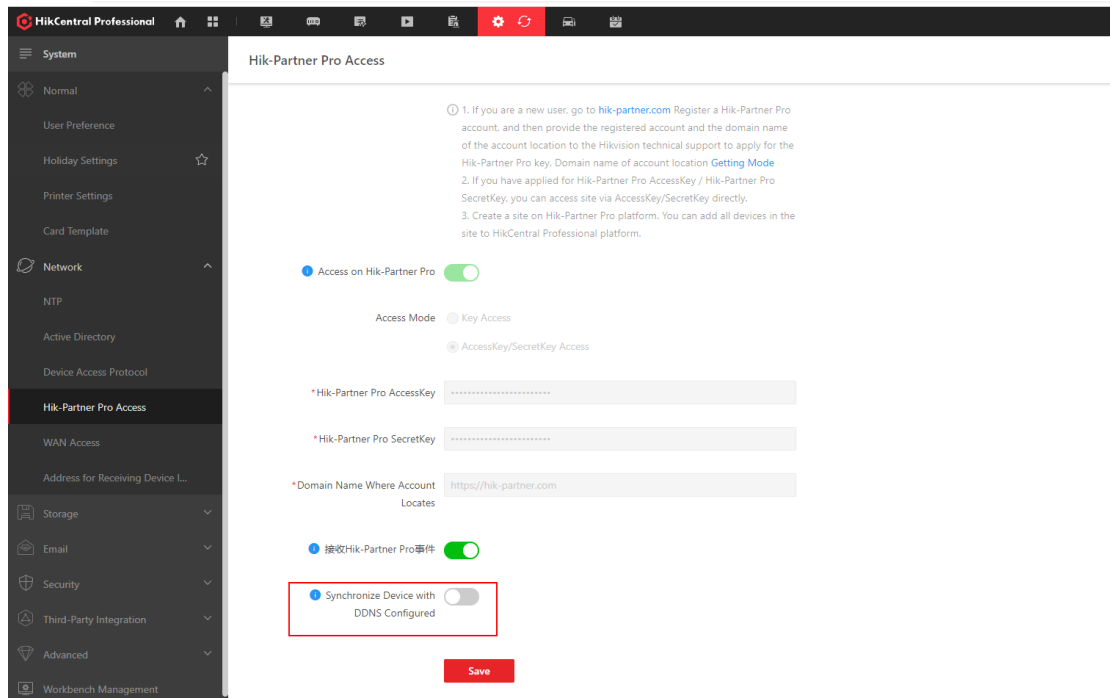 HikCentral Professional
System
Normal
User Preference
Holiday Settings
Printer Settings
Card Template
Network
NTP
Active Directory
Device Access Protocol
Hik-Partner Pro Access
WAN Access
Address for Receiving Device I...
Storage
Email
Security
Third-Party Integration
Advanced
Workbench Management
Hik-Partner Pro Access
1. If you are a new user, go to hik-partner.com Register a Hik-Partner Pro
account, and then provide the registered account and the domain name
of the account location to the Hikvision technical support to apply for the
Hik-Partner Pro key. Domain name of account location Getting Mode
2. If you have applied for Hik-Partner Pro AccessKey / Hik-Partner Pro
SecretKey, you can access site via AccessKey/SecretKey directly.
3. Create a site on Hik-Partner Pro platform. You can add all devices in the
site to HikCentral Professional platform.
Access on Hik-Partner Pro
Access Mode
Key Access
AccessKey/SecretKey Access
*Hik-Partner Pro AccessKey
*Hik-Partner Pro SecretKey
*Domain Name Where Account
Locates
https://hik-partner.com
接收Hik-Partner Pro事件
Synchronize Device with
DDNS Configured
Save